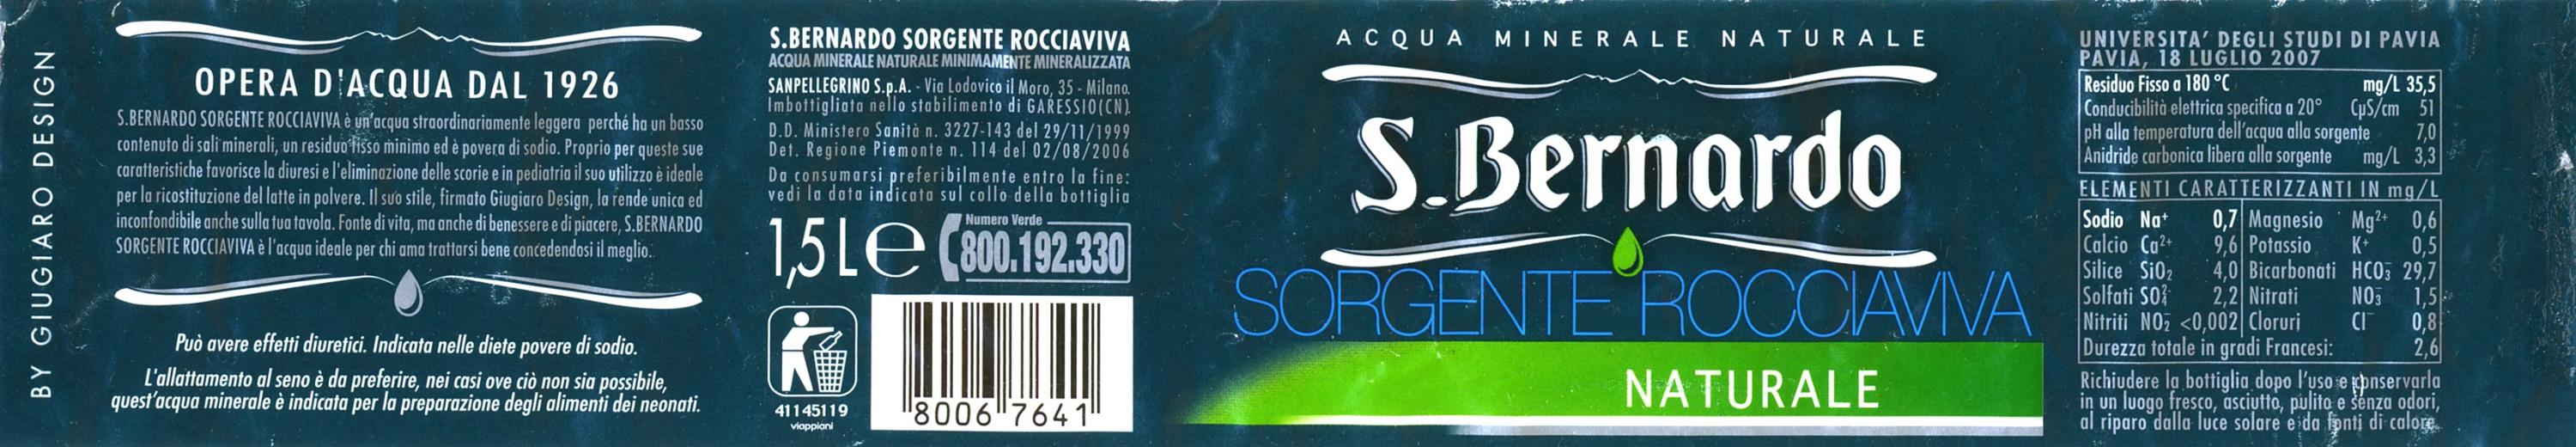 BY GIUGIARO DESIGN
OPERA D'ACQUA DAL 1926
S.BERNARDO SORGENTE ROCCIAVIVA è un'acqua straordinariamente leggera perché ha un basso
contenuto di sali minerali, un residuo fisso minimo ed è povera di sodio. Proprio per queste sue
caratteristiche favorisce la diuresi e l'eliminazione delle scorie e in pediatria il suo utilizzo è ideale
per la ricostituzione del latte in polvere. Il suo stile, firmato Giugiaro Design, la rende unica ed
inconfondibile anche sulla tua tavola. Fonte di vita, ma anche di benessere e di piacere, S.BERNARDO
SORGENTE ROCCIAVIVA è l'acqua ideale per chi ama trattarsi bene concedendosi il meglio.
Può avere effetti diuretici. Indicata nelle diete povere di sodio.
L'allattamento al seno è da preferire, nei casi ove ciò non sia possibile,
quest'acqua minerale è indicata per la preparazione degli alimenti dei neonati.
S.BERNARDO SORGENTE ROCCIAVIVA
ACQUA MINERALE NATURALE MINIMAMENTE MINERALIZZATA
SANPELLEGRINO S.p.A. - Via Lodovico il Moro, 35 - Milano.
Imbottigliata nello stabilimento di GARESSIO(CN).
D.D. Ministero Sanità n. 3227-143 del 29/11/1999
Det. Regione Piemonte n. 114 del 02/08/2006
Da consumarsi preferibilmente entro la fine:
vedi la data indicata sul collo della bottiglia
1,5 L e
Numero Verde
800.192.330
41145119
viappiani
8006 7641
ACQUA MINERALE NATURALE
S.Bernardo
SORGENTE ROCCIAVIVA
NATURALE
UNIVERSITA' DEGLI STUDI DI PAVIA
PAVIA, 18 LUGLIO 2007
Residuo Fisso a 180 °C mg/L 35,5
Conducibilità elettrica specifica a 20° CµS/cm 51
pH alla temperatura dell'acqua alla sorgente 7,0
Anidride carbonica libera alla sorgente mg/L 3,3
ELEMENTI CARATTERIZZANTI IN mg/L
Sodio Na⁺ 0,7 Magnesio Mg²⁺ 0,6
Calcio Ca²⁺ 9,6 Potassio K⁺ 0,5
Silice SiO₂ 4,0 Bicarbonati HCO₃⁻ 29,7
Solfati SO₄²⁻ 2,2 Nitrati NO₃⁻ 1,5
Nitriti NO₂⁻ <0,002 Cloruri Cl⁻ 0,8
Durezza totale in gradi Francesi: 2,6
Richiudere la bottiglia dopo l'uso e conservarla
in un luogo fresco, asciutto, pulito e senza odori,
al riparo dalla luce solare e da fonti di calore.